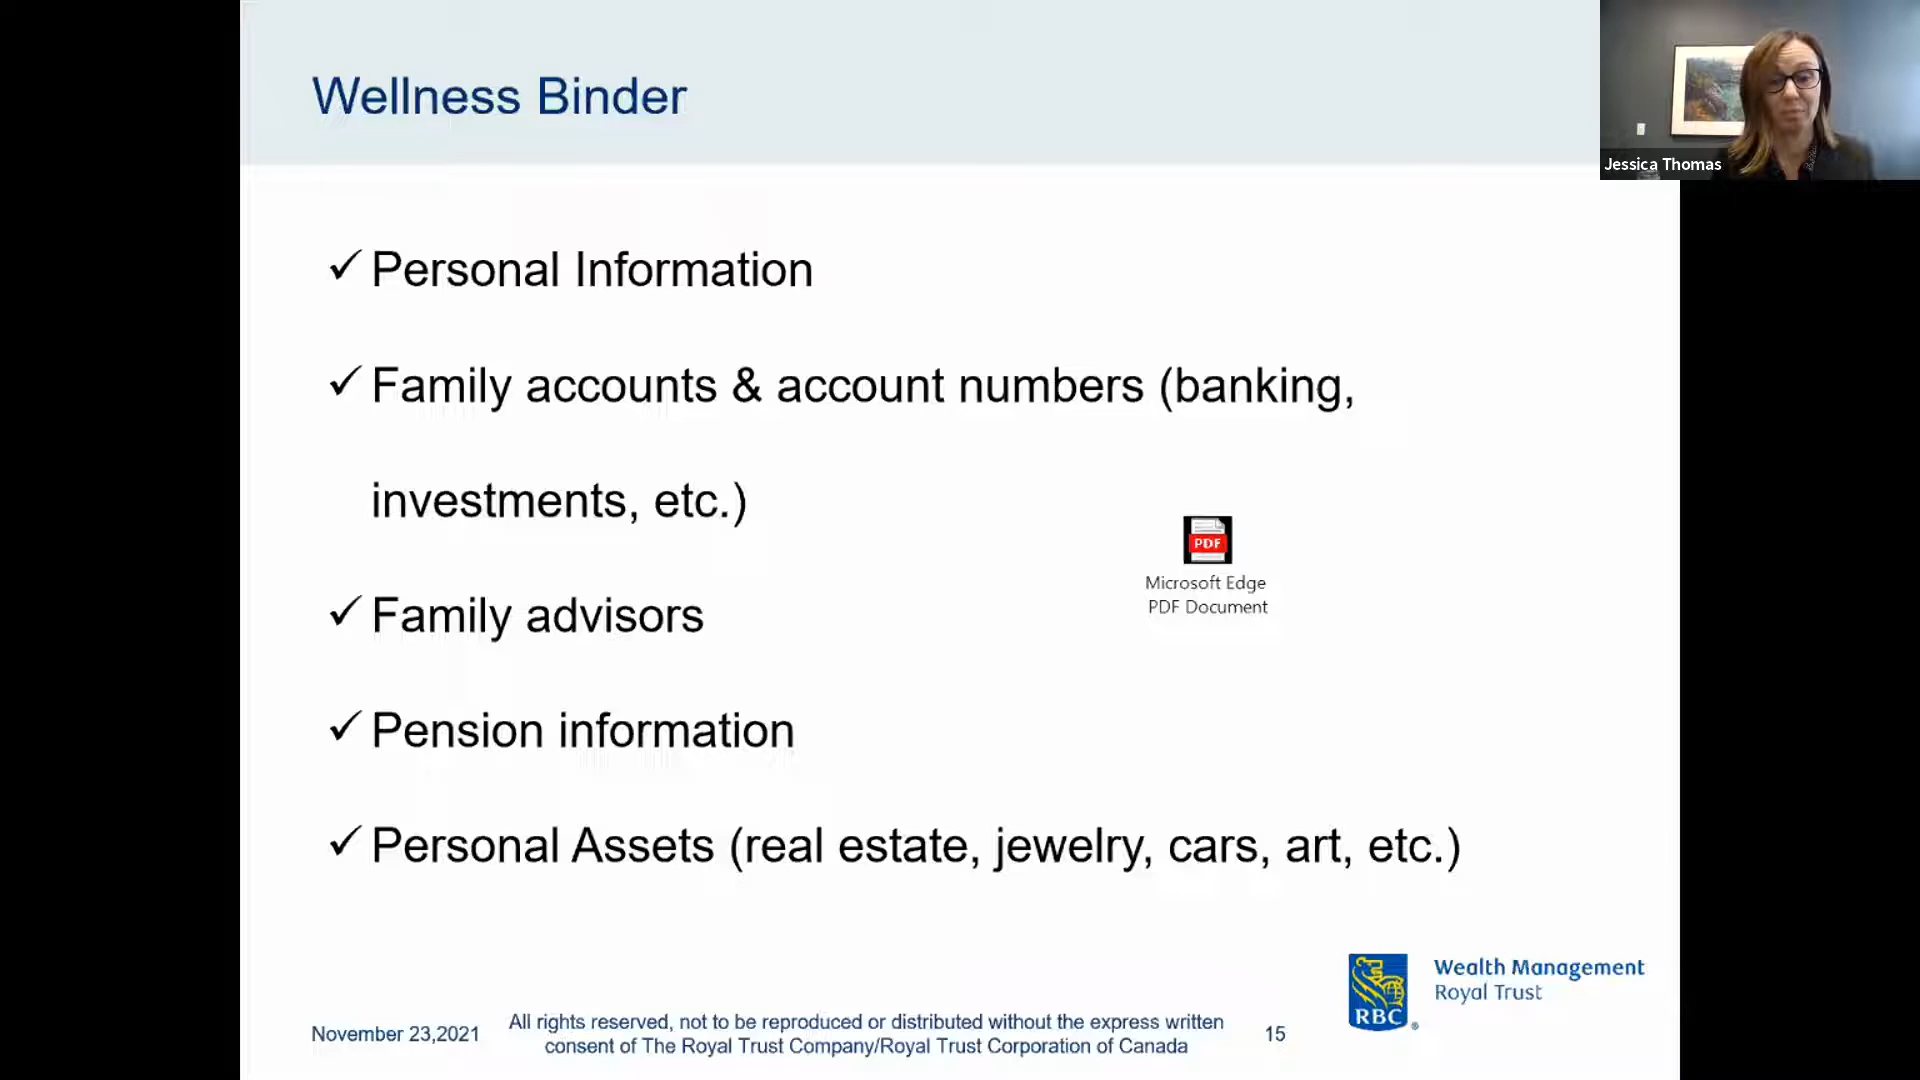 Wellness Binder
Jessica Thomas
✓ Personal Information
✓ Family accounts & account numbers (banking,
investments, etc.)
PDF
Microsoft Edge
PDF Document
✓ Family advisors
✓ Pension information
✓ Personal Assets (real estate, jewelry, cars, art, etc.)
RBC
®
Wealth Management
Royal Trust
November 23,2021
All rights reserved, not to be reproduced or distributed without the express written
consent of The Royal Trust Company/Royal Trust Corporation of Canada
15